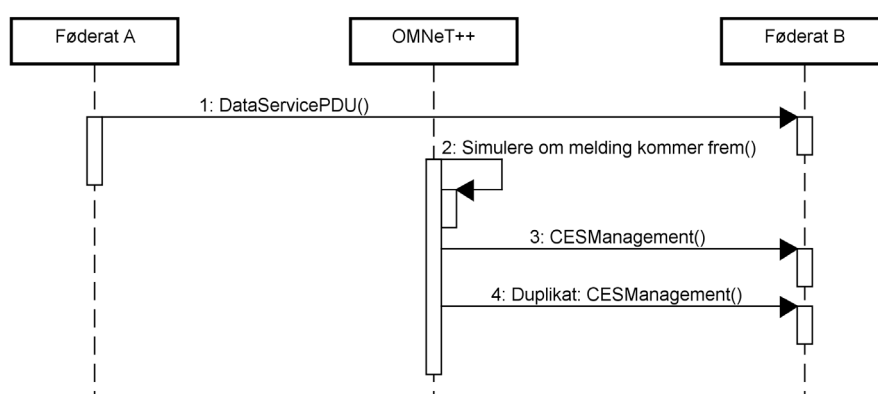 Føderat A
OMNeT++
Føderat B
1: DataServicePDU()
2: Simulere om melding kommer frem()
3: CESManagement()
4: Duplikat: CESManagement()